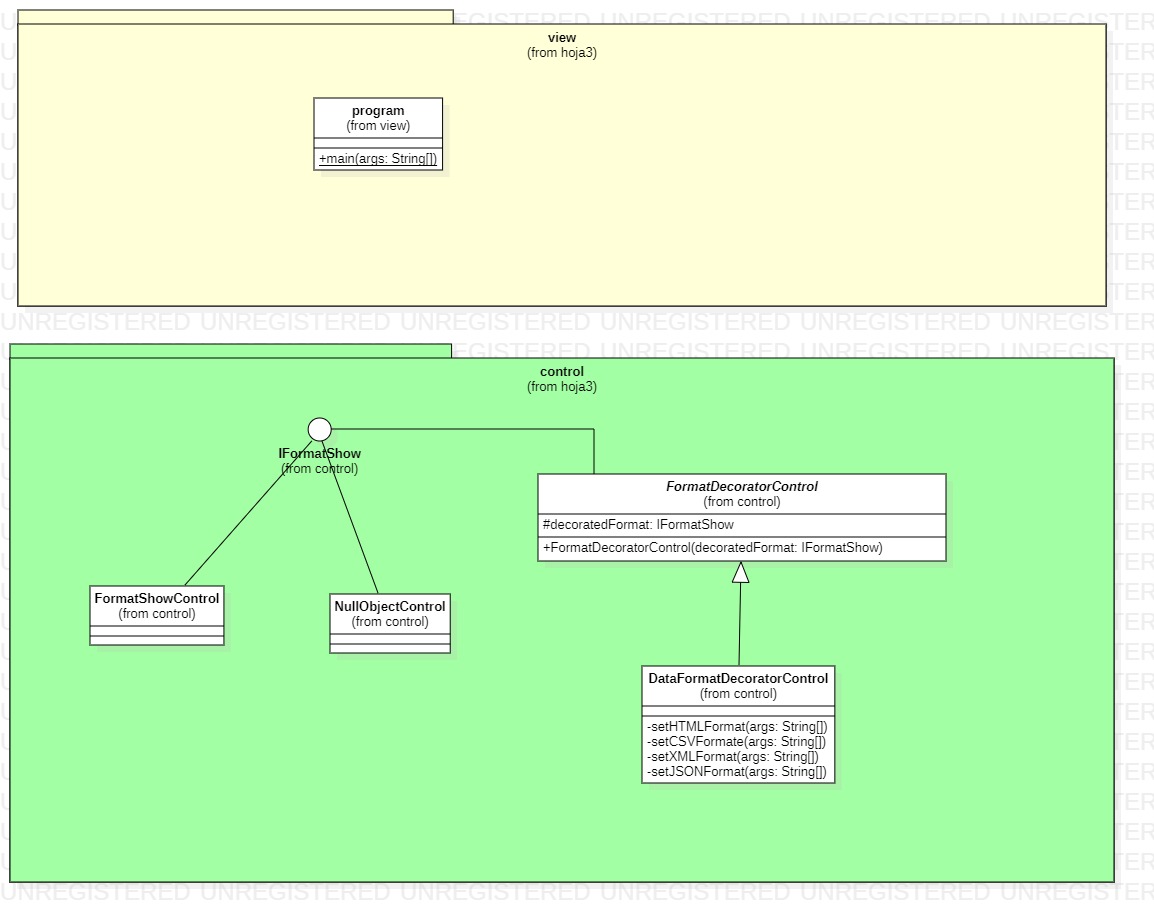 view
(from hoja3)
program
(from view)
+main(args: String[])
UNREGISTERED UNREGISTERED UNREGISTERED UNREGISTERED UNREGISTERED UNREGISTER
control
(from hoja3)
IFormatShow
(from control)
FormatDecoratorControl
(from control)
#decoratedFormat: IFormatShow
+FormatDecoratorControl(decoratedFormat: IFormatShow)
FormatShowControl
(from control)
NullObjectControl
(from control)
DataFormatDecoratorControl
(from control)
-setHTMLFormat(args: String[])
-setCSVFormate(args: String[])
-setXMLFormat(args: String[])
-setJSONFormat(args: String[])
UNREGISTERED UNREGISTERED UNREGISTERED UNREGISTERED UNREGISTERED UNREGISTER